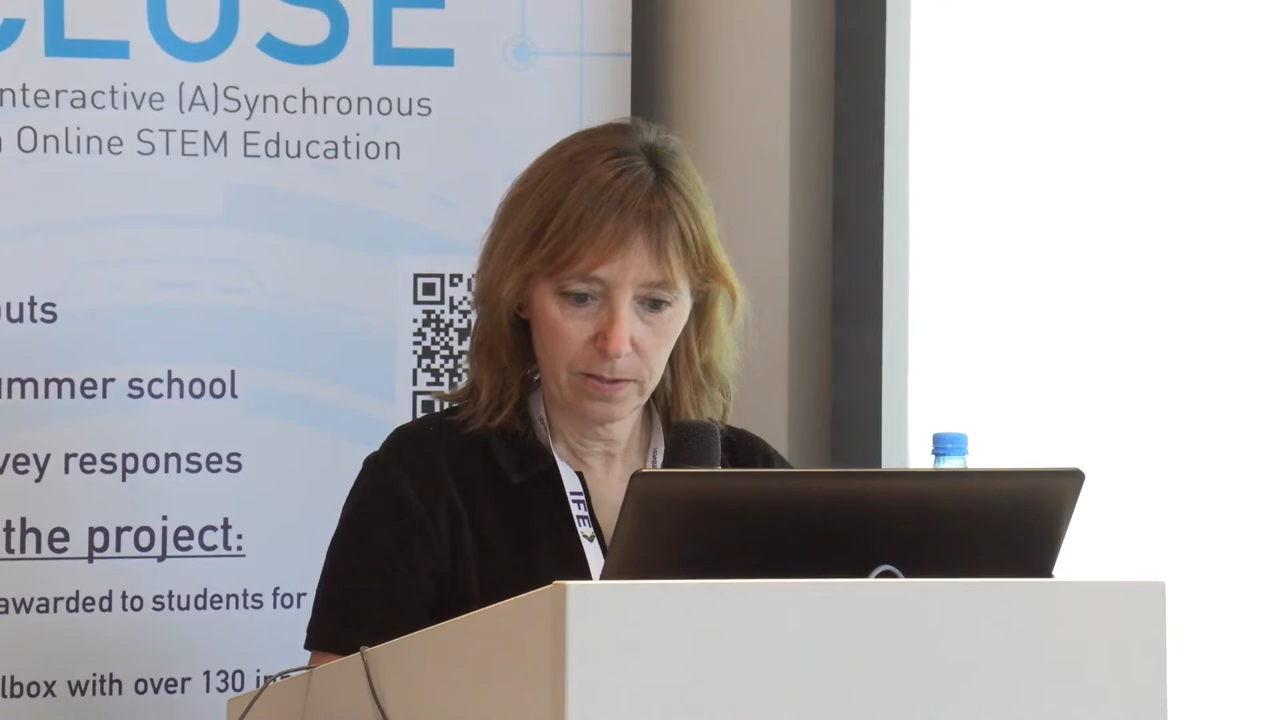 CLOSE
nteractive (A)Synchronous
n Online STEM Education
outs
ummer school
vey responses
the project:
awarded to students for
lbox with over 130
IFE